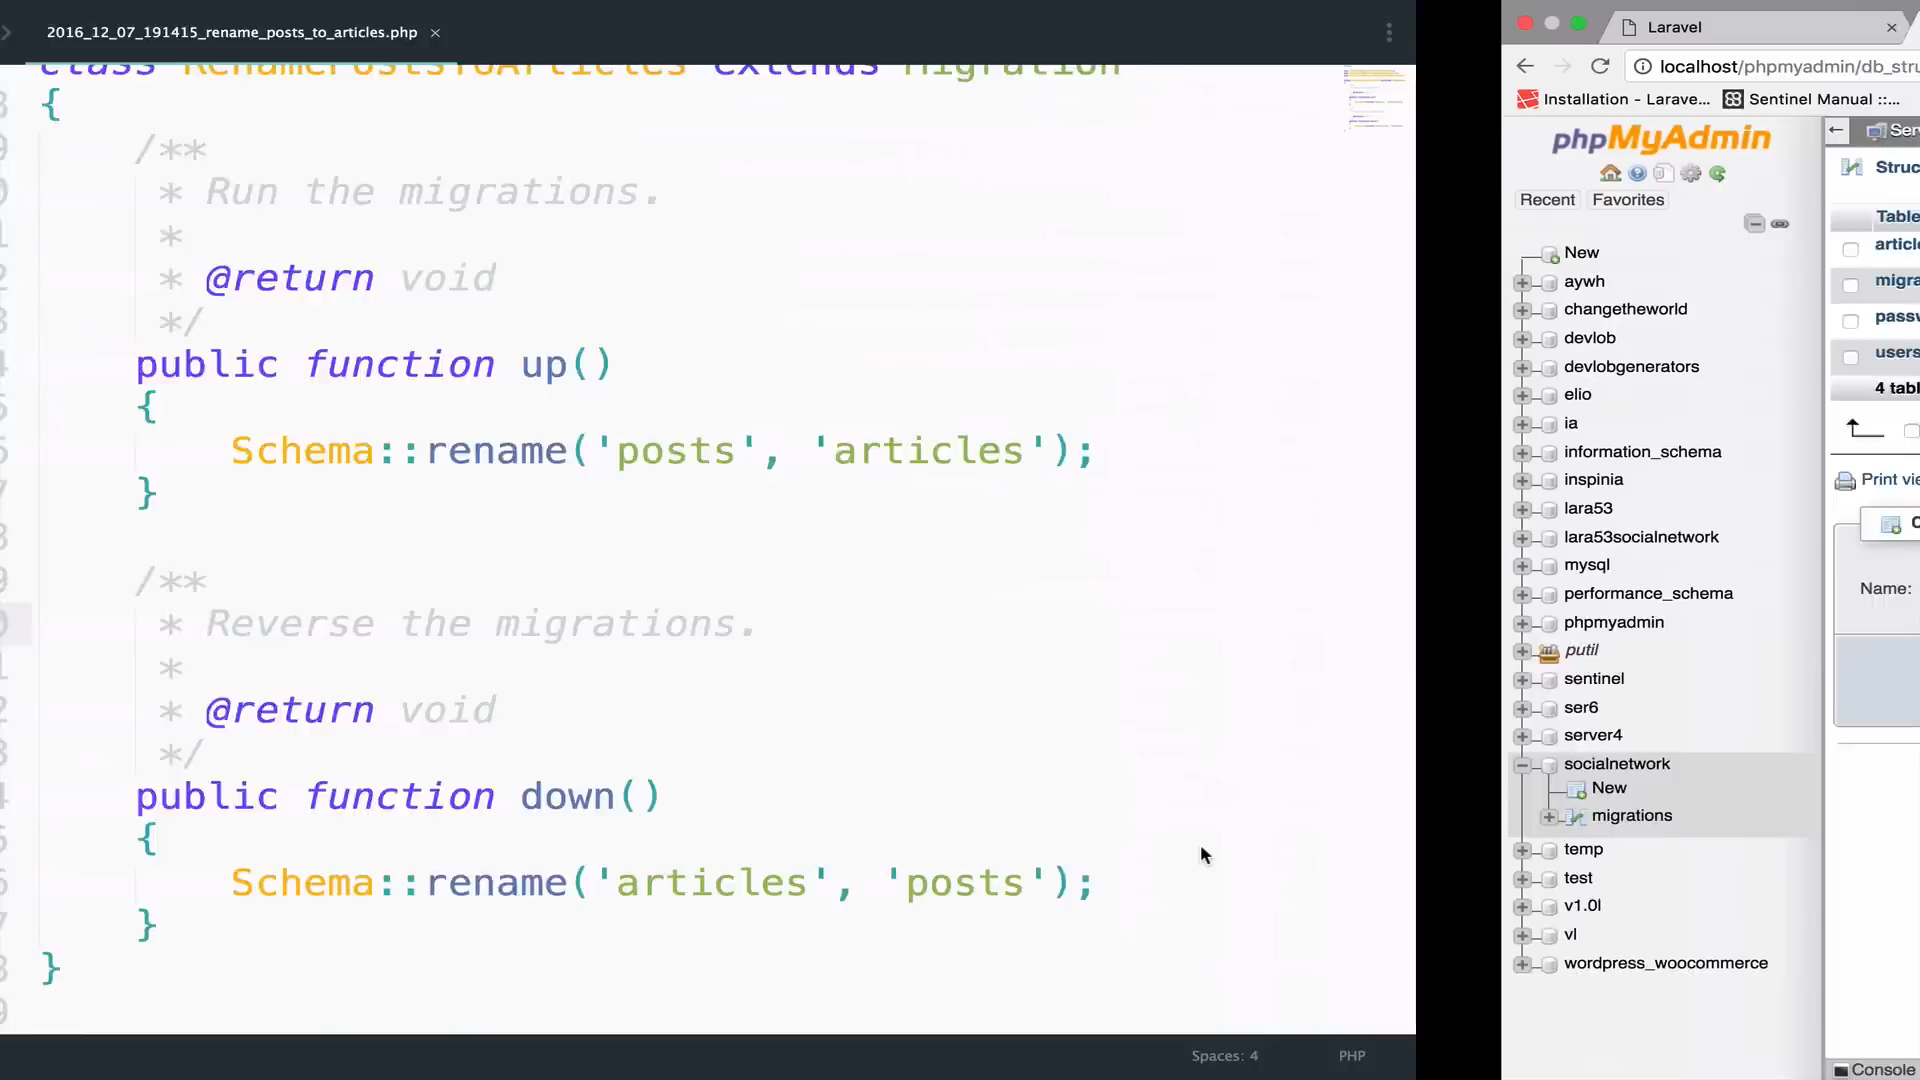 2016_12_07_191415_rename_posts_to_articles.php ×
class RenamePostsToArticles extends Migration
{
/**
* Run the migrations.
*
* @return void
*/
public function up()
{
Schema::rename('posts', 'articles');
}
/**
* Reverse the migrations.
*
* @return void
*/
public function down()
{
Schema::rename('articles', 'posts');
}
}
Spaces: 4 PHP
Laravel
localhost/phpmyadmin/db_stru
Installation - Larave... Sentinel Manual ::...
phpMyAdmin
Recent Favorites
New
aywh
changetheworld
devlob
devlobgenerators
elio
ia
information_schema
inspinia
lara53
lara53socialnetwork
mysql
performance_schema
phpmyadmin
putil
sentinel
ser6
server4
socialnetwork
New
migrations
temp
test
v1.0l
vl
wordpress_woocommerce
Ser
Struc
Table
articl
migra
passw
users
4 tabl
Print vie
Name:
Console